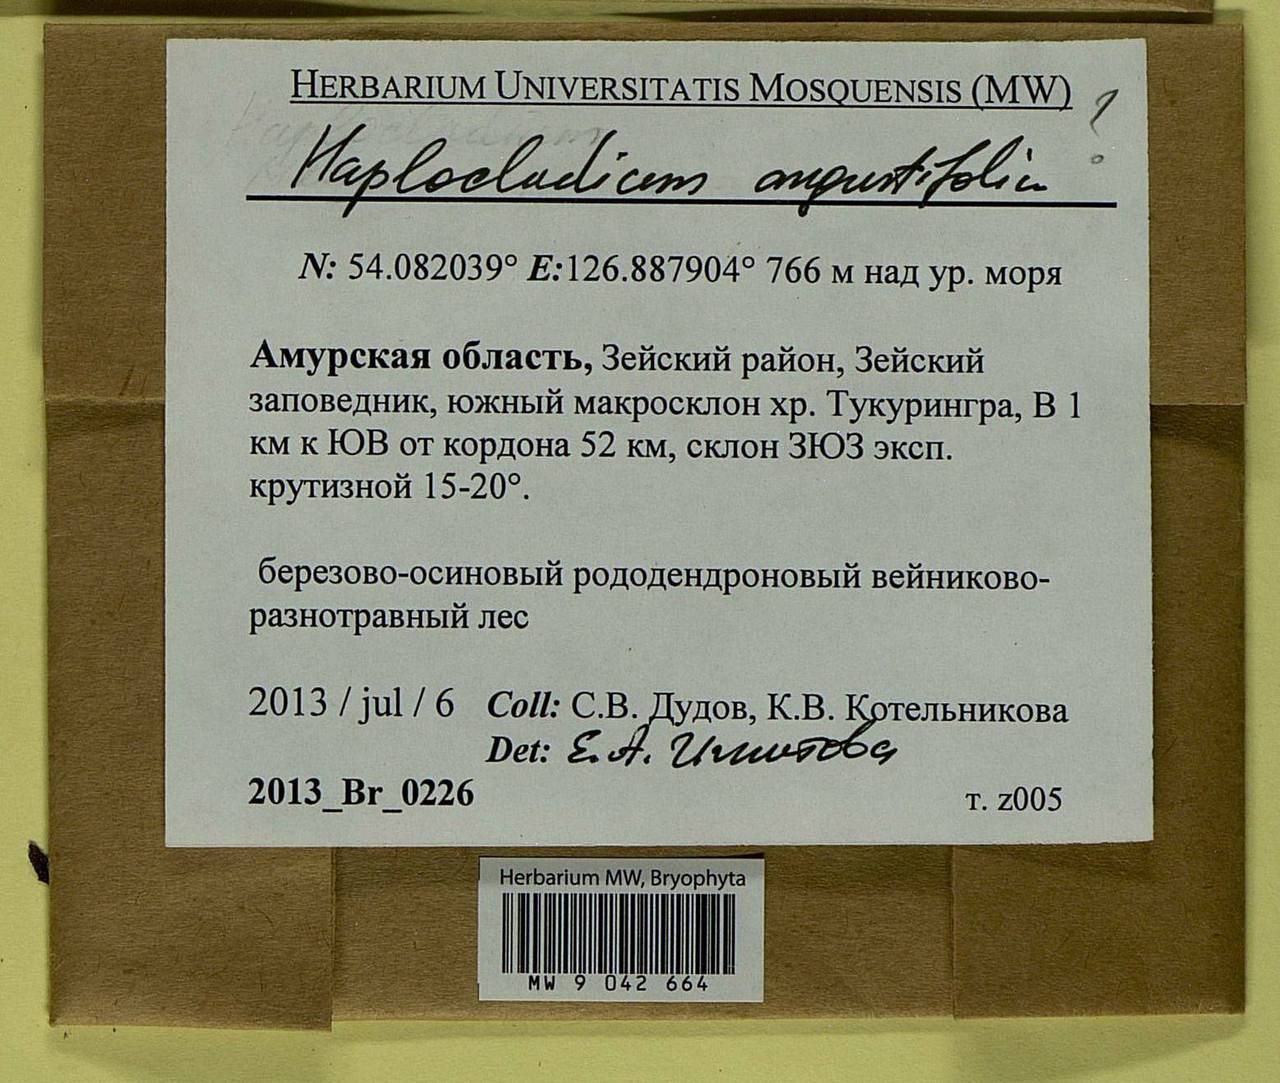 HERBARIUM UNIVERSITATIS MOSQUENSIS (MW)
?
Haplocladium angustifoliu
N: 54.082039° E:126.887904° 766 м над ур. моря
Амурская область, Зейский район, Зейский
заповедник, южный макросклон хр. Тукурингра, В 1
км к ЮВ от кордона 52 км, склон ЗЮЗ эксп.
крутизной 15-20°.
березово-осиновый рододендроновый вейниково-
разнотравный лес
2013 / jul / 6 Coll: С.В. Дудов, К.В. Котельникова
Det: Е.А. Игнатова
2013_Br_0226 т. z005
Herbarium MW, Bryophyta
MW 9 042 664